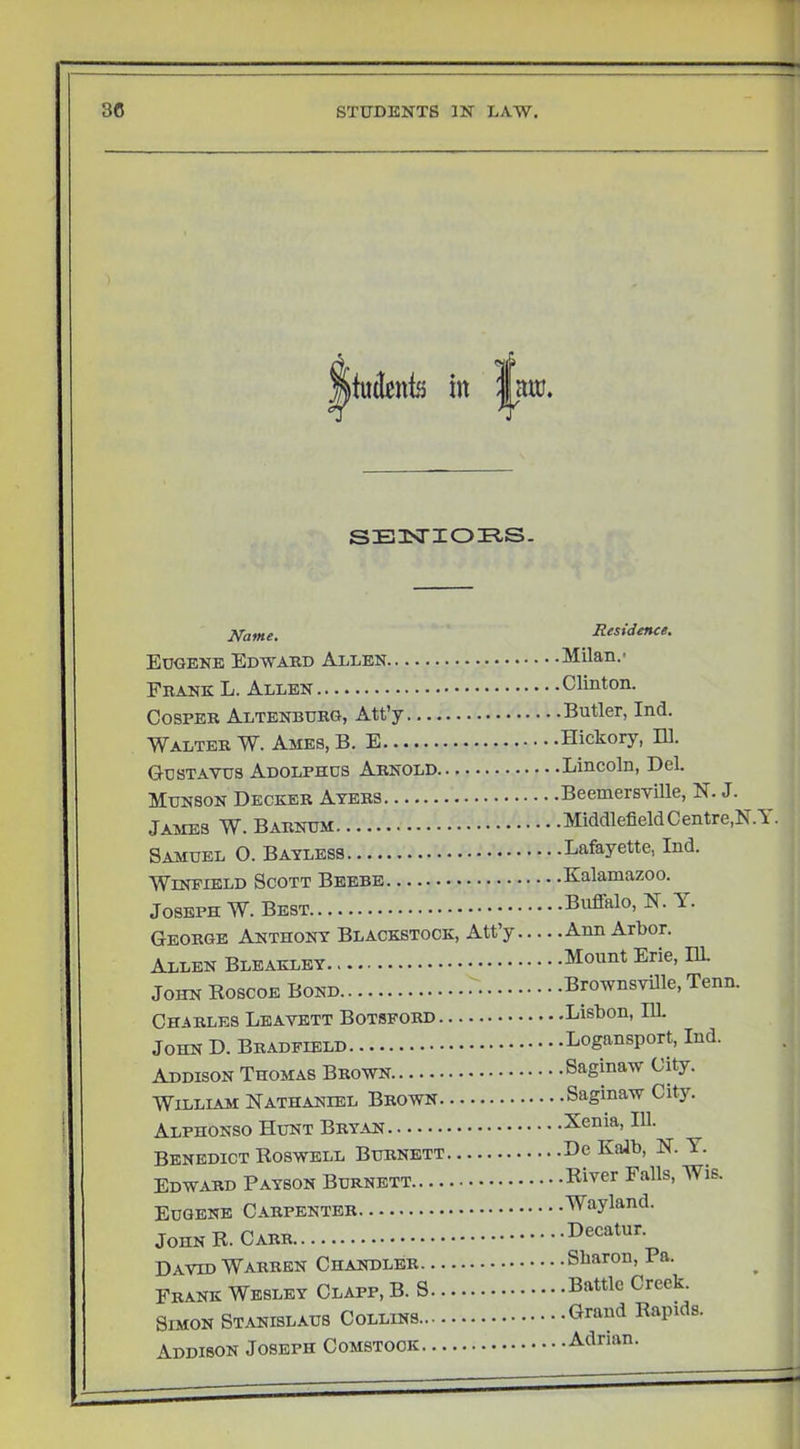 36 STUDENTS IN LAW.
Students in Law.
SENIORS.
Name. Residence.
EUGENE EDWARD ALLEN...................Milan.
FRANK L. ALLEN...................Clinton.
COSPER ALTENBURG, Att'y...................Butler, Ind.
WALTER W. AMES, B. E...................Hickory, Ill.
GUSTAVUS ADOLPHUS ARNOLD...................Lincoln, Del.
MUNSON DECKER AYERS...................Beemersville, N. J.
JAMES W. BARNUM...................Middlefield Centre, N.Y.
SAMUEL O. BAYLESS...................Lafayette, Ind.
WINFIELD SCOTT BEEBE...................Kalamazoo.
JOSEPH W. BEST...................Buffalo, N. Y.
GEORGE ANTHONY BLACKSTOCK, Att'y.....Ann Arbor.
ALLEN BLEAKLEY...................Mount Erie, Ill.
JOHN ROSCOE BOND...................Brownsville, Tenn.
CHARLES LEAVETT BOTSFORD...................Lisbon, Ill.
JOHN D. BRADFIELD...................Logansport, Ind.
ADDISON THOMAS BROWN...................Saginaw City.
WILLIAM NATHANIEL BROWN...................Saginaw City.
ALPHONSO HUNT BRYAN...................Xenia, Ill.
BENEDICT ROSWELL BURNETT...................De Kalb, N. Y.
EDWARD PAYSON BURNETT...................River Falls, Wis.
EUGENE CARPENTER...................Wayland.
JOHN R. CARR...................Decatur.
DAVID WARREN CHANDLER...................Sharon, Pa.
FRANK WESLEY CLAPP, B. S...................Battle Creek.
SIMON STANISLAUS COLLINS...................Grand Rapids.
ADDISON JOSEPH COMSTOCK...................Adrian.